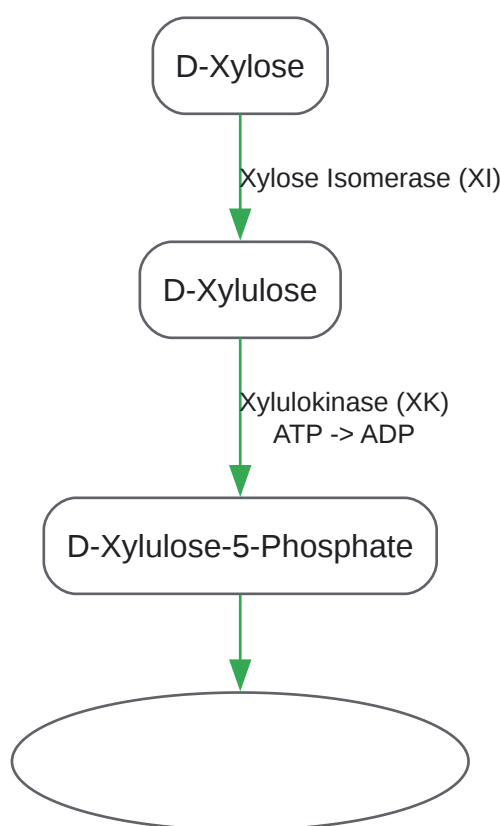 D-Xylose
Xylose Isomerase (XI)
D-Xylulose
Xylulokinase (XK)
ATP -> ADP
D-Xylulose-5-Phosphate